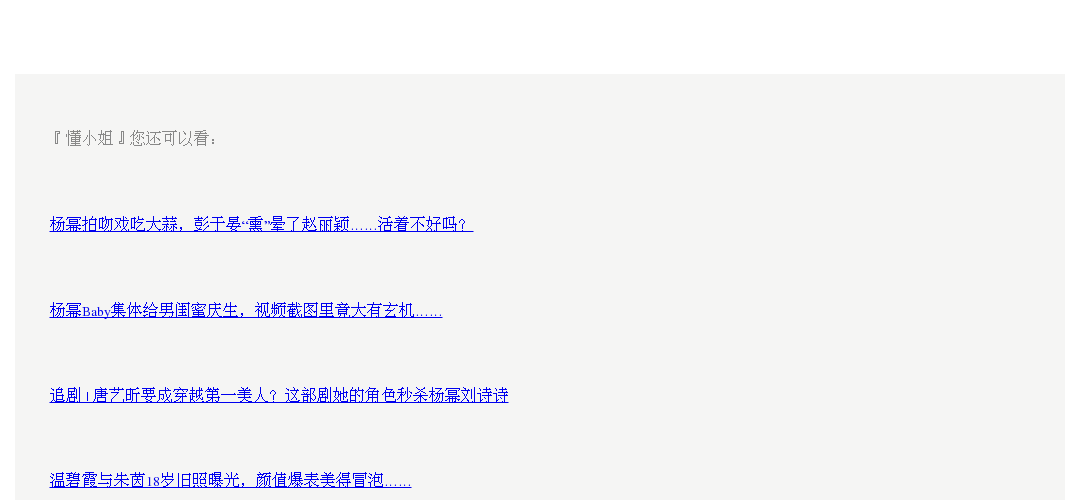 『懂小姐』您还可以看：
杨幂拍吻戏吃大蒜，彭于晏“熏”晕了赵丽颖……活着不好吗？
杨幂Baby集体给男闺蜜庆生，视频截图里竟大有玄机……
追剧 | 唐艺昕要成穿越第一美人？这部剧她的角色秒杀杨幂刘诗诗
温碧霞与朱茵18岁旧照曝光，颜值爆表美得冒泡……